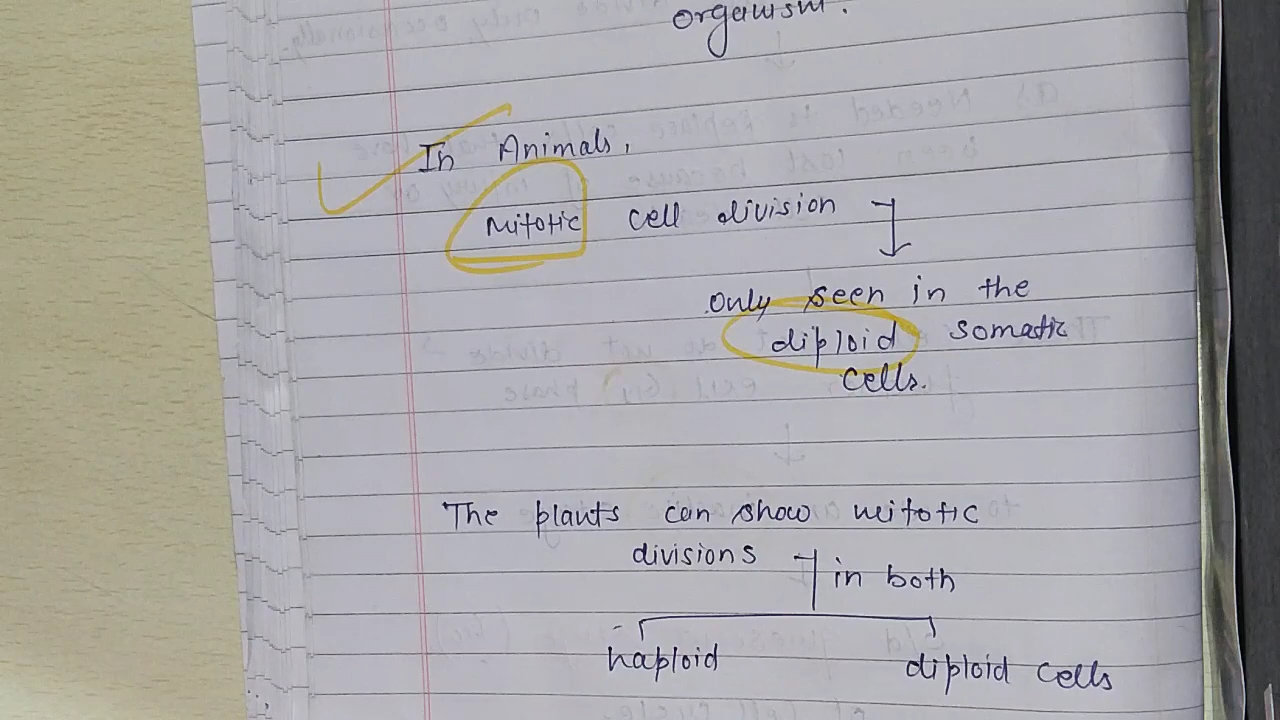 organism.
In Animals,
Mitotic cell division
Only seen in the
diploid somatic
cells.
The plants can show mitotic
divisions
in both
haploid diploid cells